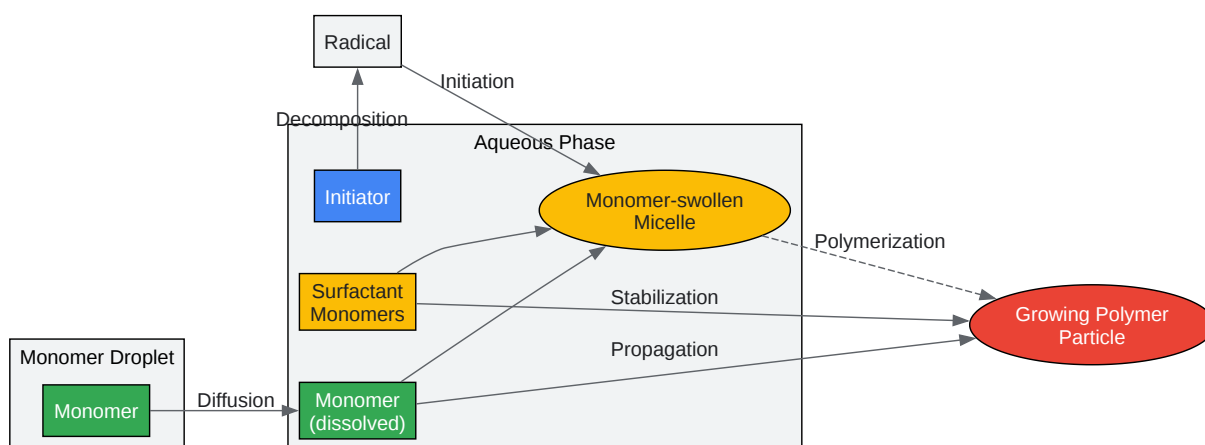 Radical
Initiation
Decomposition
Aqueous Phase
Initiator
Monomer-swollen
Micelle
Polymerization
Surfactant
Monomers
Stabilization
Growing Polymer
Particle
Monomer Droplet
Propagation
Monomer
Diffusion
Monomer
(dissolved)